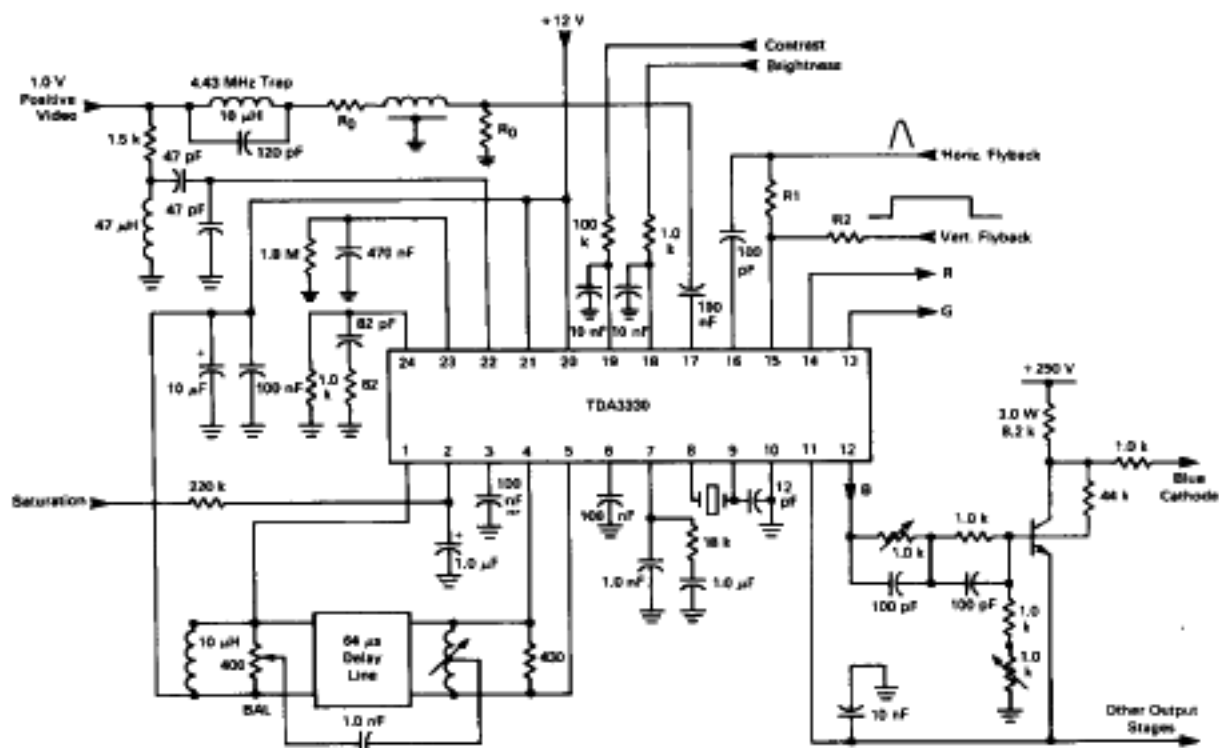 +12 V
Contrast
Brightness
1.0 V
Positive
Video
4.43 MHz Trap
10 μH
120 pF
R0
R0
1.5 k
47 pF
47 pF
47 μH
Horiz. Flyback
R1
R2
Vert. Flyback
100
pF
R
G
100
k
1.0
k
10 nF
10 nF
100
nF
1.0 M
470 nF
82 pF
10 μF
100 nF
1.0
k
82
24 23 22 21 20 19 18 17 16 15 14 13
TDA3330
1 2 3 4 5 6 7 8 9 10 11 12
+250 V
3.0 W
8.2 k
1.0 k
Blue
Cathode
44 k
Saturation
220 k
100
nF
100 nF
12
pF
B
1.0 k
1.0 k
18 k
1.0 μF
1.0 nF
1.0 μF
100 pF
100 pF
1.0
k
1.0
k
10 μH
400
BAL
64 μs
Delay
Line
430
1.0 nF
10 nF
Other Output
Stages